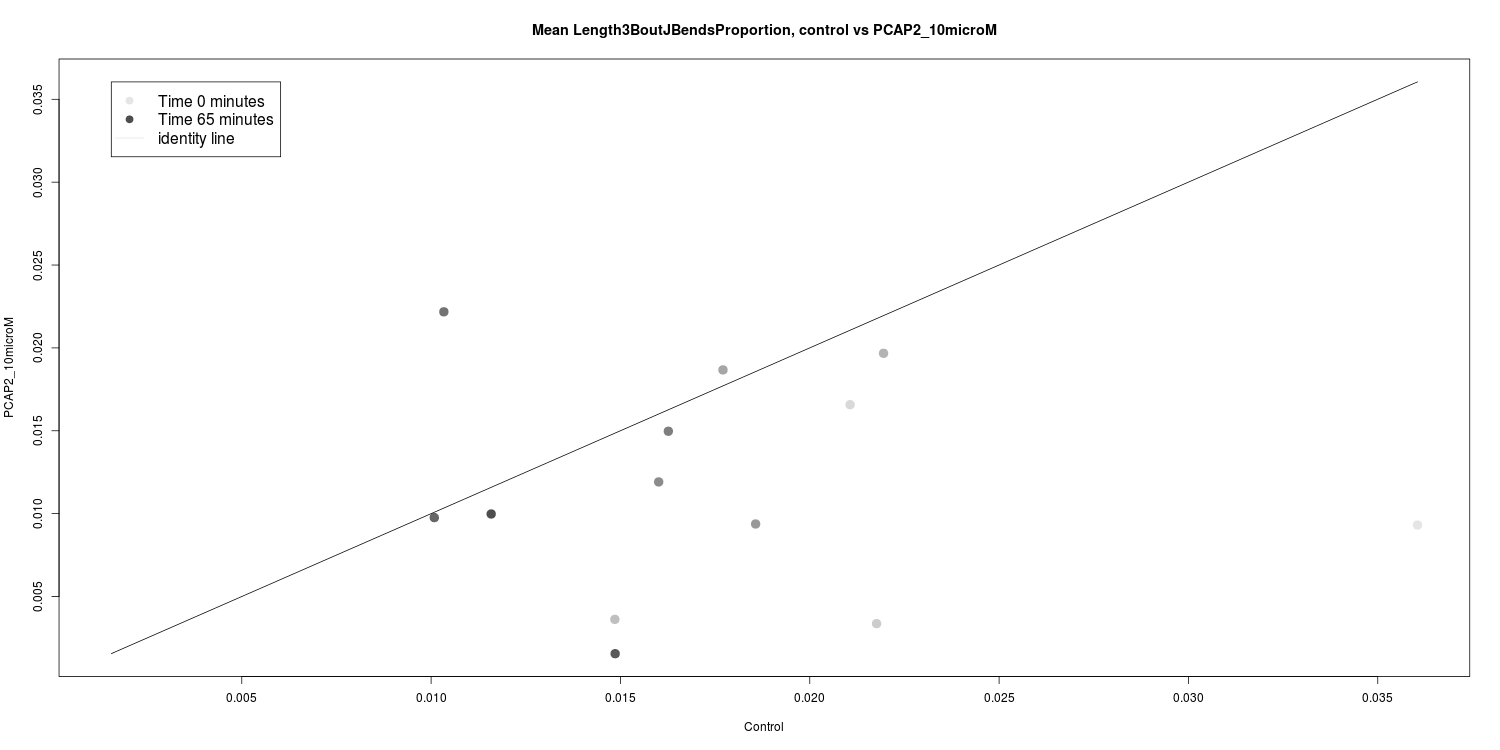 Mean Length3BoutJBendsProportion, control vs PCAP2_10microM
Time 0 minutes
Time 65 minutes
identity line
PCAP2_10microM
0.035
0.030
0.025
0.020
0.015
0.010
0.005
0.005 0.010 0.015 0.020 0.025 0.030 0.035
Control